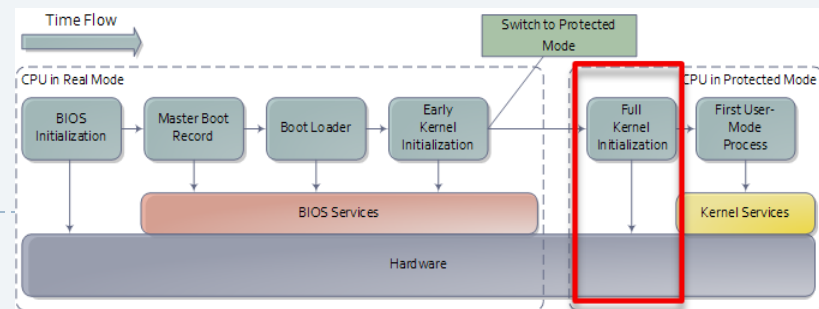 Time Flow
Switch to Protected
Mode
CPU in Real Mode
CPU in Protected Mode
BIOS
Initialization
Master Boot
Record
Boot Loader
Early
Kernel
Initialization
Full
Kernel
Initialization
First User-
Mode
Process
BIOS Services
Kernel Services
Hardware